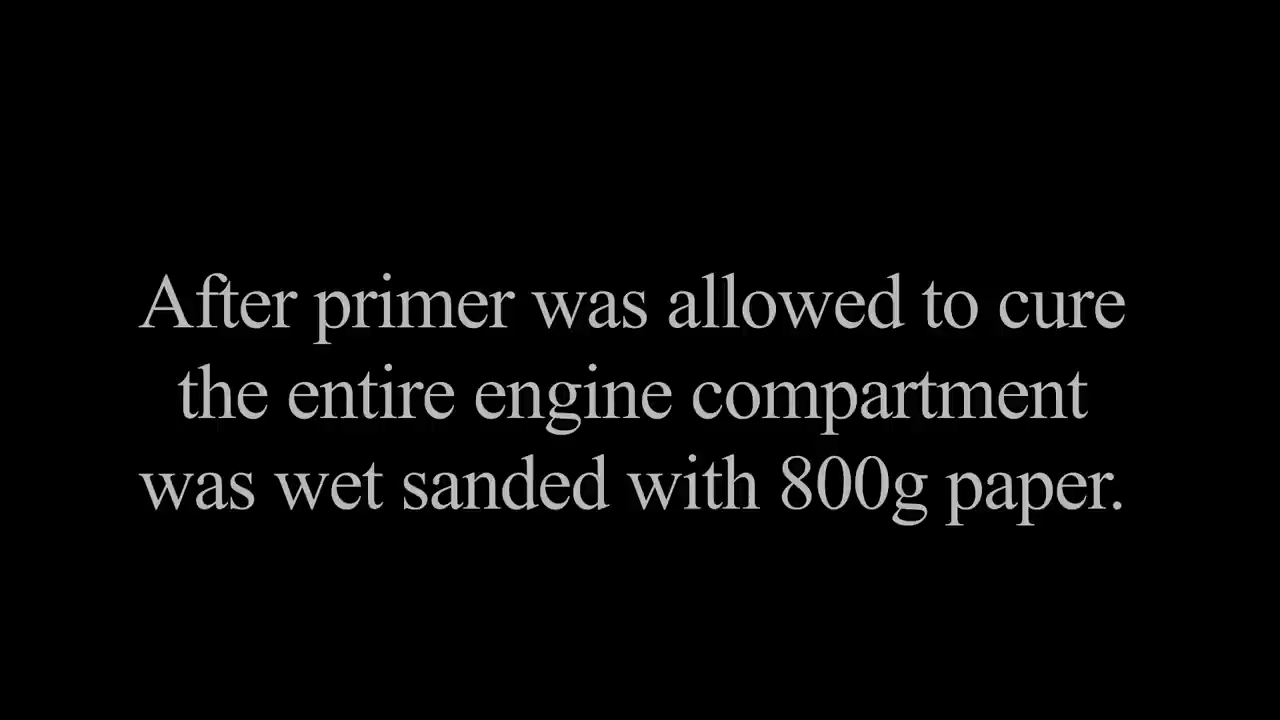 After primer was allowed to cure
the entire engine compartment
was wet sanded with 800g paper.